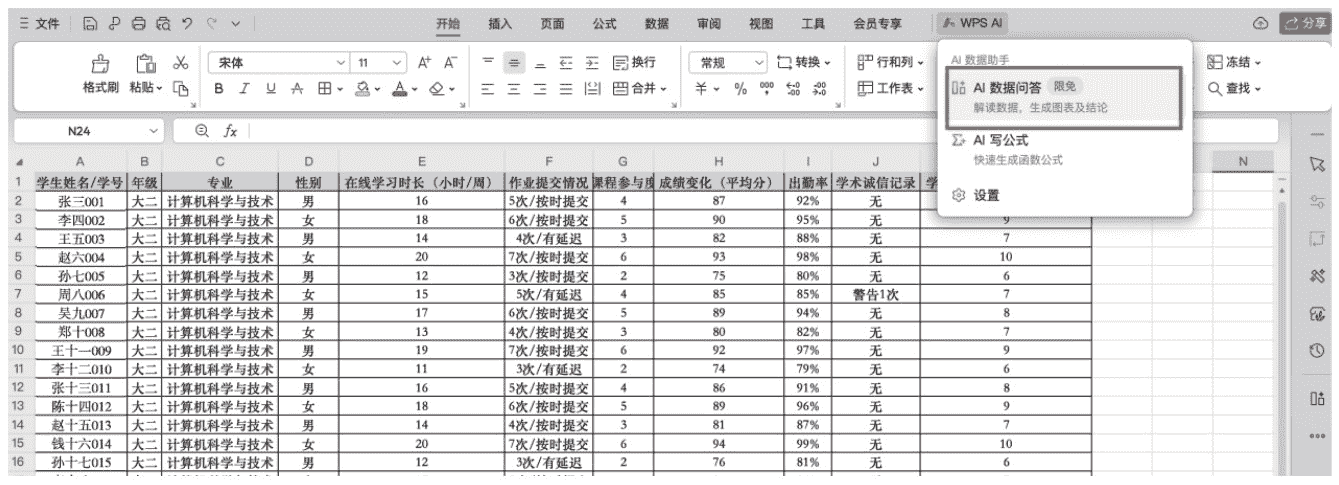 文件 开始 插入 页面 公式 数据 审阅 视图 工具 会员专享 WPS AI 分享
宋体 11 A+ A- 换行 常规 转换 行和列 冻结
格式刷 粘贴 B I U A A 合并 ¥ % 工作表 查找
AI 数据助手
AI 数据问答 限免
解读数据，生成图表及结论
AI 写公式
快速生成函数公式
设置
N24 fx
A B C D E F G H I J N
1 学生姓名/学号 年级 专业 性别 在线学习时长（小时/周） 作业提交情况 课程参与度 成绩变化（平均分） 出勤率 学术诚信记录 学
2 张三001 大二 计算机科学与技术 男 16 5次/按时提交 4 87 92% 无
3 李四002 大二 计算机科学与技术 女 18 6次/按时提交 5 90 95% 无 9
4 王五003 大二 计算机科学与技术 男 14 4次/有延迟 3 82 88% 无 7
5 赵六004 大二 计算机科学与技术 女 20 7次/按时提交 6 93 98% 无 10
6 孙七005 大二 计算机科学与技术 男 12 3次/按时提交 2 75 80% 无 6
7 周八006 大二 计算机科学与技术 女 15 5次/有延迟 4 85 85% 警告1次 7
8 吴九007 大二 计算机科学与技术 男 17 6次/按时提交 5 89 94% 无 8
9 郑十008 大二 计算机科学与技术 女 13 4次/按时提交 3 80 82% 无 7
10 王十一009 大二 计算机科学与技术 男 19 7次/按时提交 6 92 97% 无 9
11 李十二010 大二 计算机科学与技术 女 11 3次/有延迟 2 74 79% 无 6
12 张十三011 大二 计算机科学与技术 男 16 5次/按时提交 4 86 91% 无 8
13 陈十四012 大二 计算机科学与技术 女 18 6次/按时提交 5 89 96% 无 9
14 赵十五013 大二 计算机科学与技术 男 14 4次/按时提交 3 81 87% 无 7
15 钱十六014 大二 计算机科学与技术 女 20 7次/按时提交 6 94 99% 无 10
16 孙十七015 大二 计算机科学与技术 男 12 3次/有延迟 2 76 81% 无 6